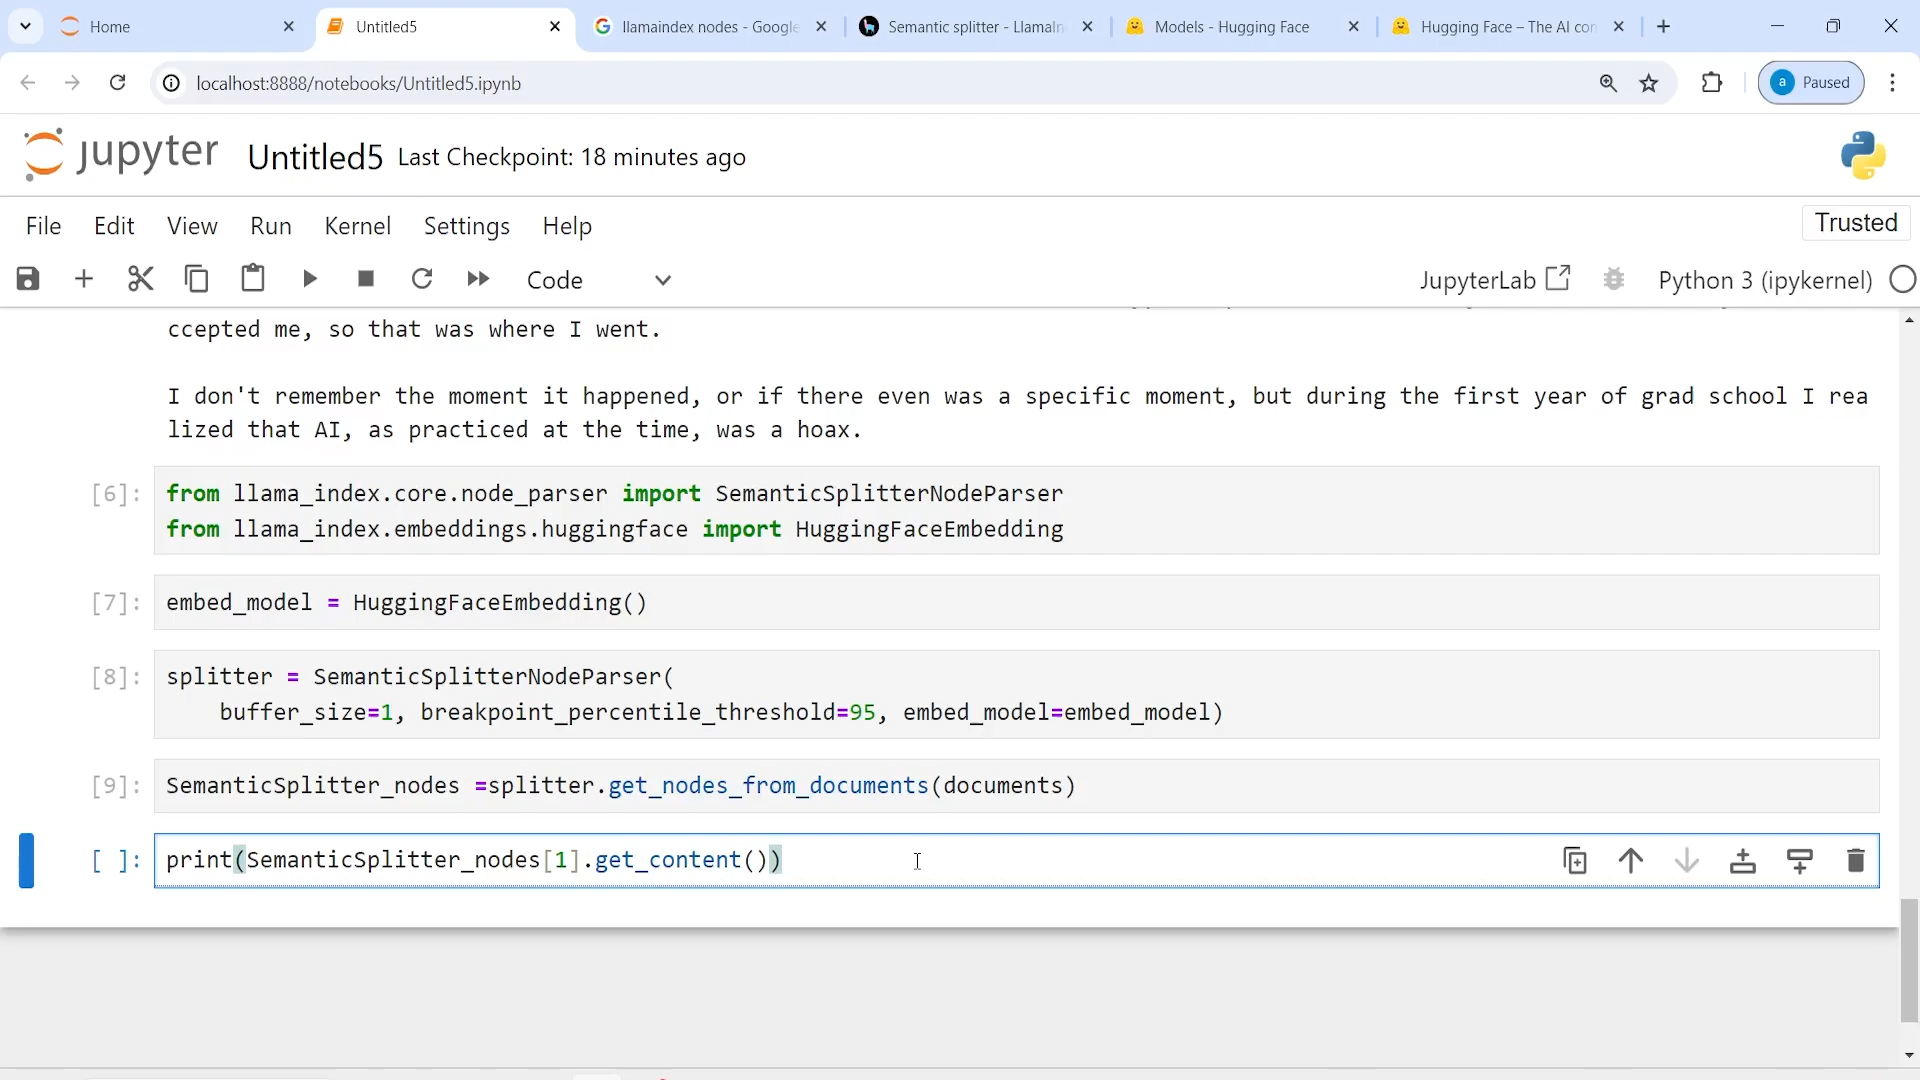 Home
Untitled5
llamaindex nodes - Google
Semantic splitter - LlamaIn
Models - Hugging Face
Hugging Face – The AI con
localhost:8888/notebooks/Untitled5.ipynb
a Paused
jupyter Untitled5 Last Checkpoint: 18 minutes ago
File Edit View Run Kernel Settings Help
Trusted
Code
JupyterLab
Python 3 (ipykernel)
ccepted me, so that was where I went.
I don't remember the moment it happened, or if there even was a specific moment, but during the first year of grad school I rea
lized that AI, as practiced at the time, was a hoax.
[6]: from llama_index.core.node_parser import SemanticSplitterNodeParser
from llama_index.embeddings.huggingface import HuggingFaceEmbedding
[7]: embed_model = HuggingFaceEmbedding()
[8]: splitter = SemanticSplitterNodeParser(
buffer_size=1, breakpoint_percentile_threshold=95, embed_model=embed_model)
[9]: SemanticSplitter_nodes =splitter.get_nodes_from_documents(documents)
[ ]: print(SemanticSplitter_nodes[1].get_content())